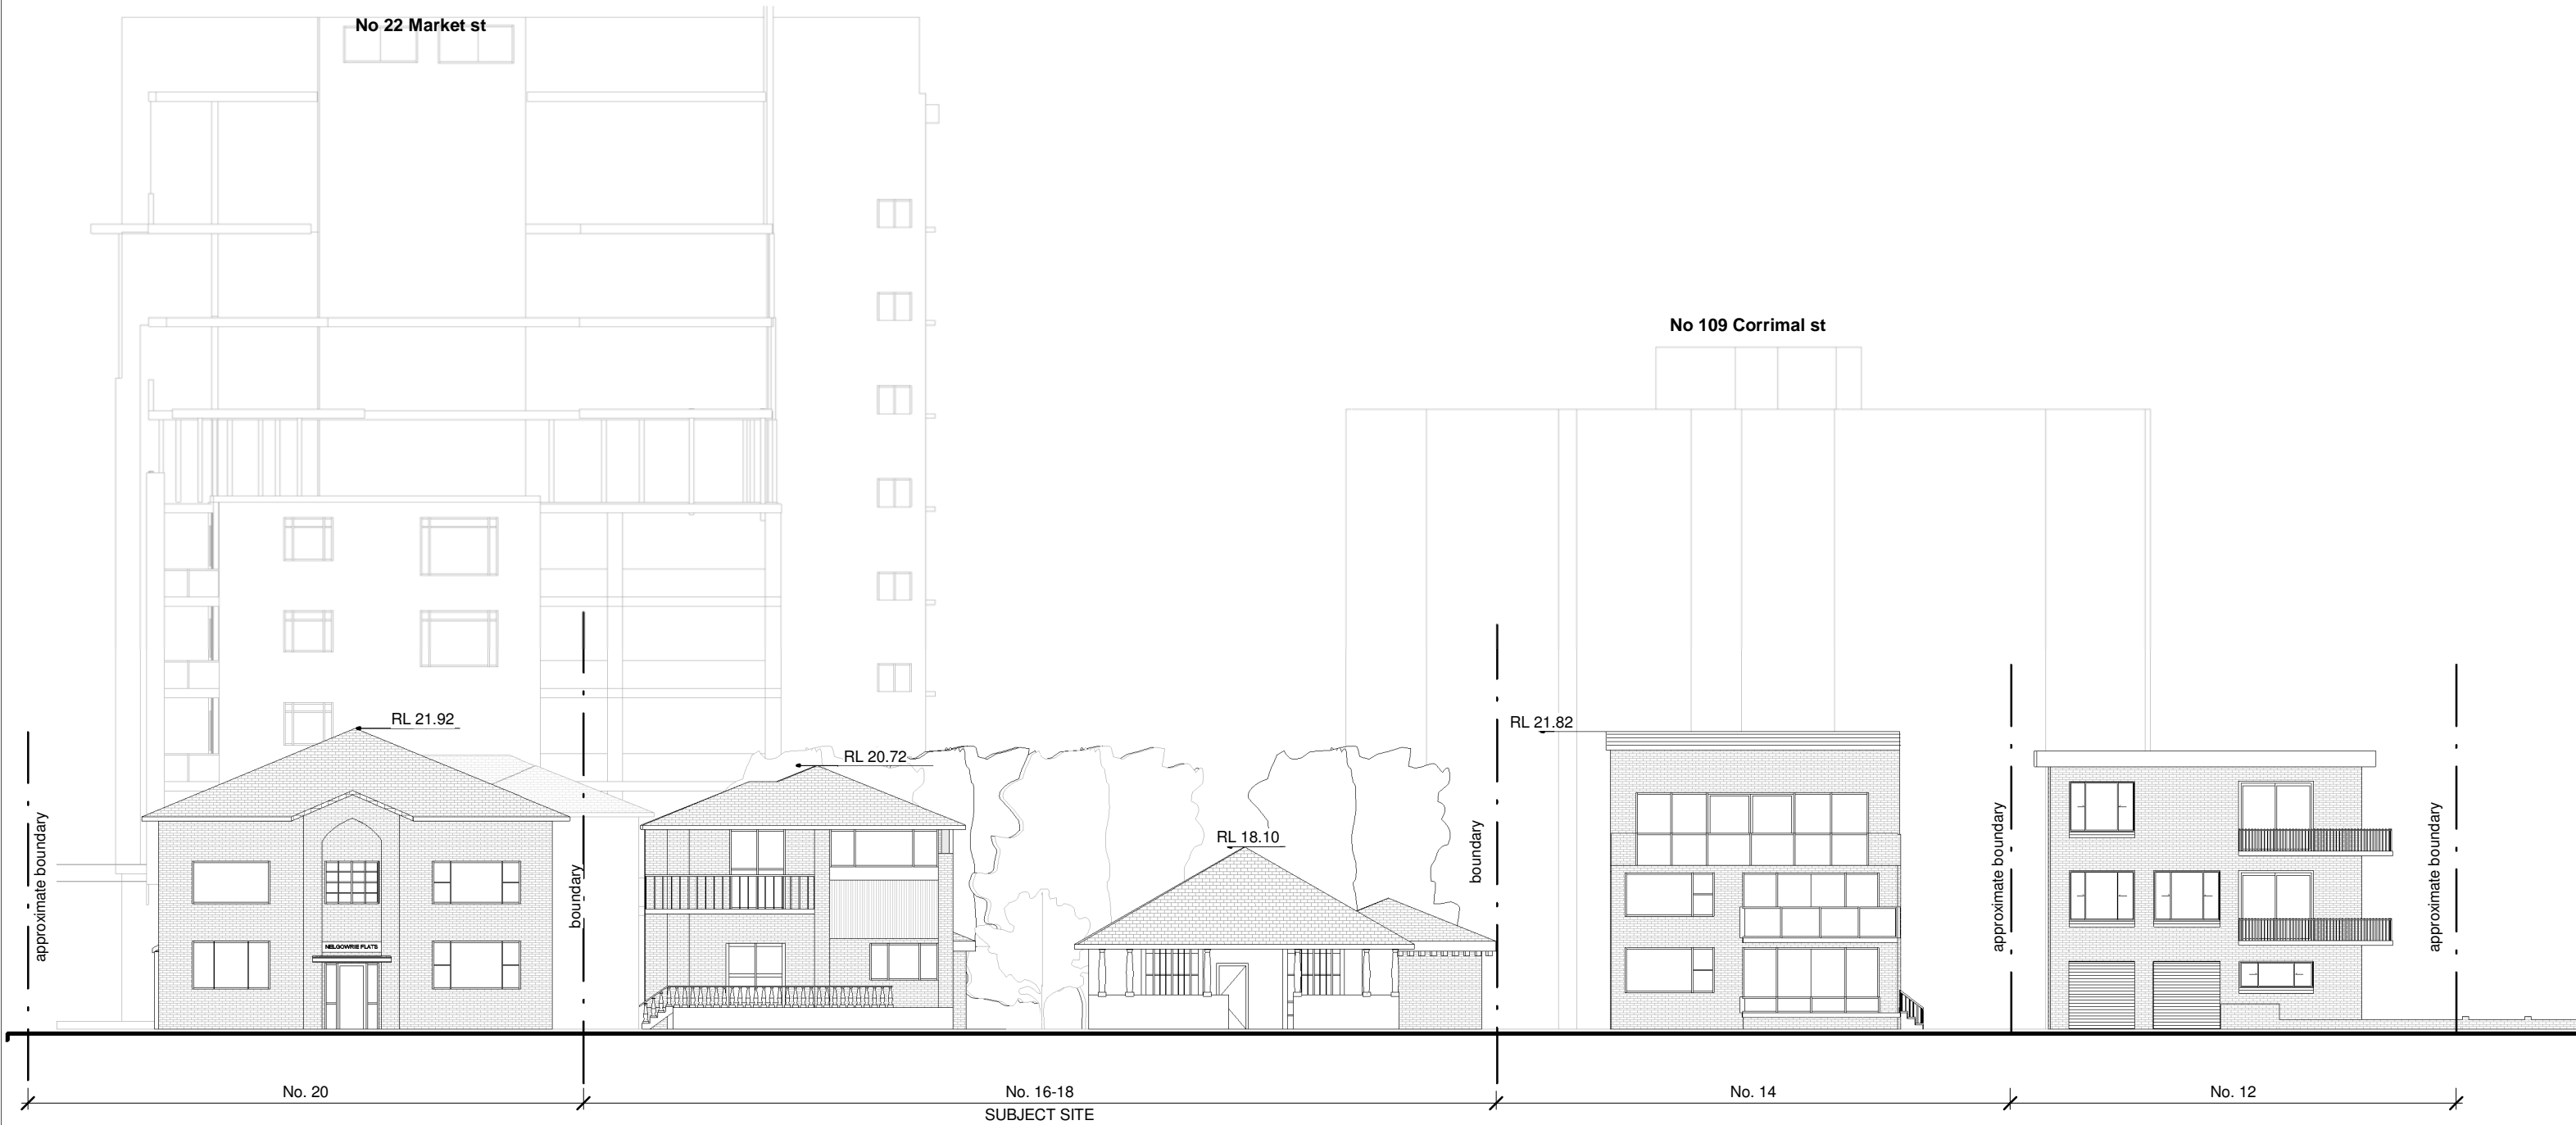 No 22 Market st
No 109 Corrimal st
RL 21.92
RL 20.72
RL 18.10
RL 21.82
approximate boundary
boundary
boundary
approximate boundary
approximate boundary
NELGOWRIE FLATS
No. 20
No. 16-18
SUBJECT SITE
No. 14
No. 12